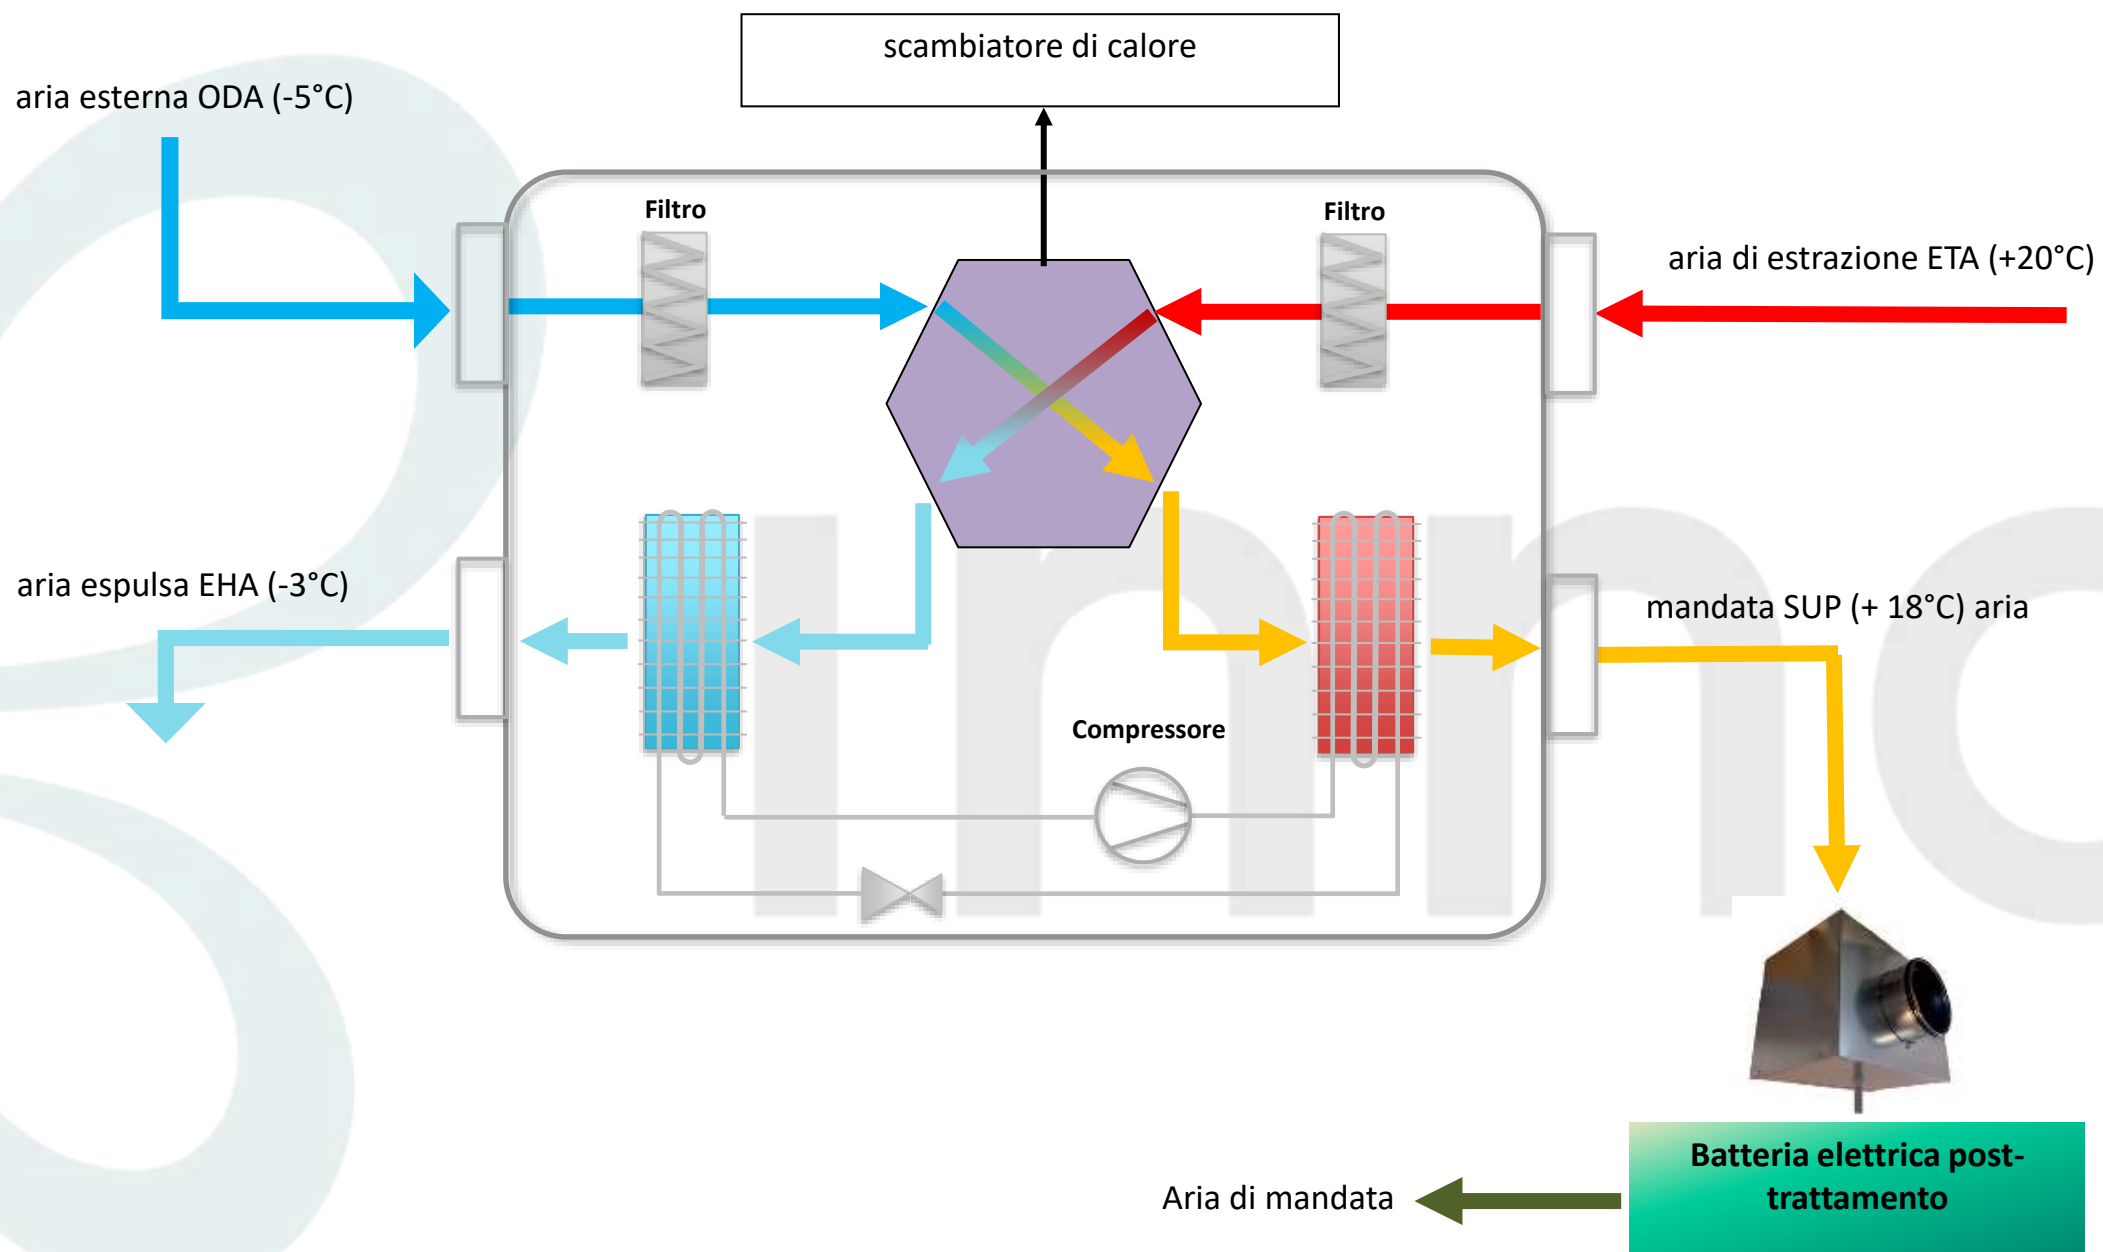 scambiatore di calore
aria esterna ODA (-5°C)
Filtro
Filtro
aria di estrazione ETA (+20°C)
aria espulsa EHA (-3°C)
mandata SUP (+ 18°C) aria
Compressore
Batteria elettrica post-
trattamento
Aria di mandata